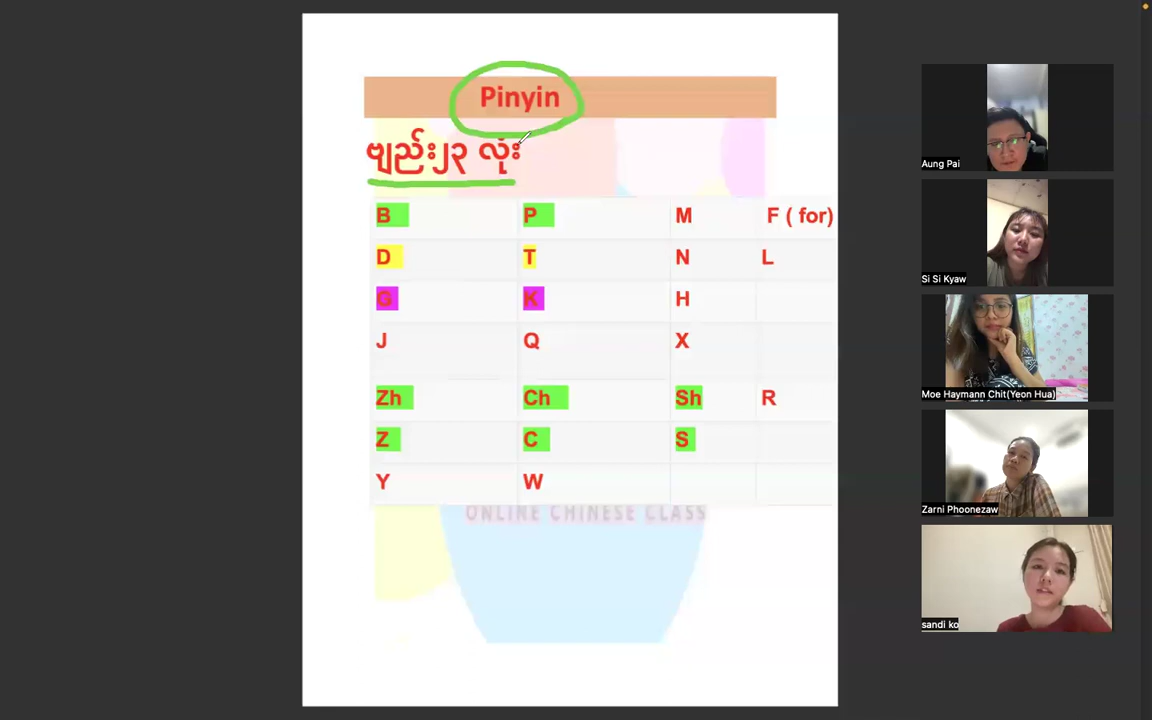 Pinyin
ဗျည်း၂၃ လုံး
B P M F ( for)
D T N L
G K H
J Q X
Zh Ch Sh R
Z C S
Y W
ONLINE CHINESE CLASS
Aung Pai
Si Si Kyaw
Moe Haymann Chit(Yeon Hua)
Zarni Phoonezaw
sandi ko